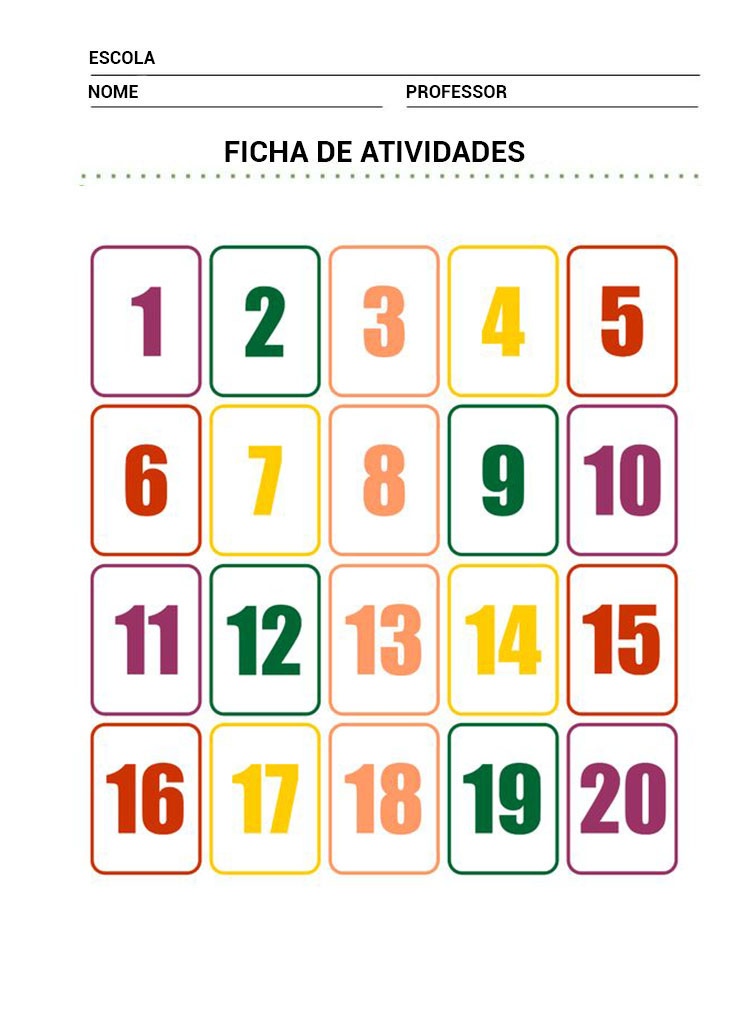 ESCOLA
NOME PROFESSOR
FICHA DE ATIVIDADES
1 2 3 4 5
6 7 8 9 10
11 12 13 14 15
16 17 18 19 20